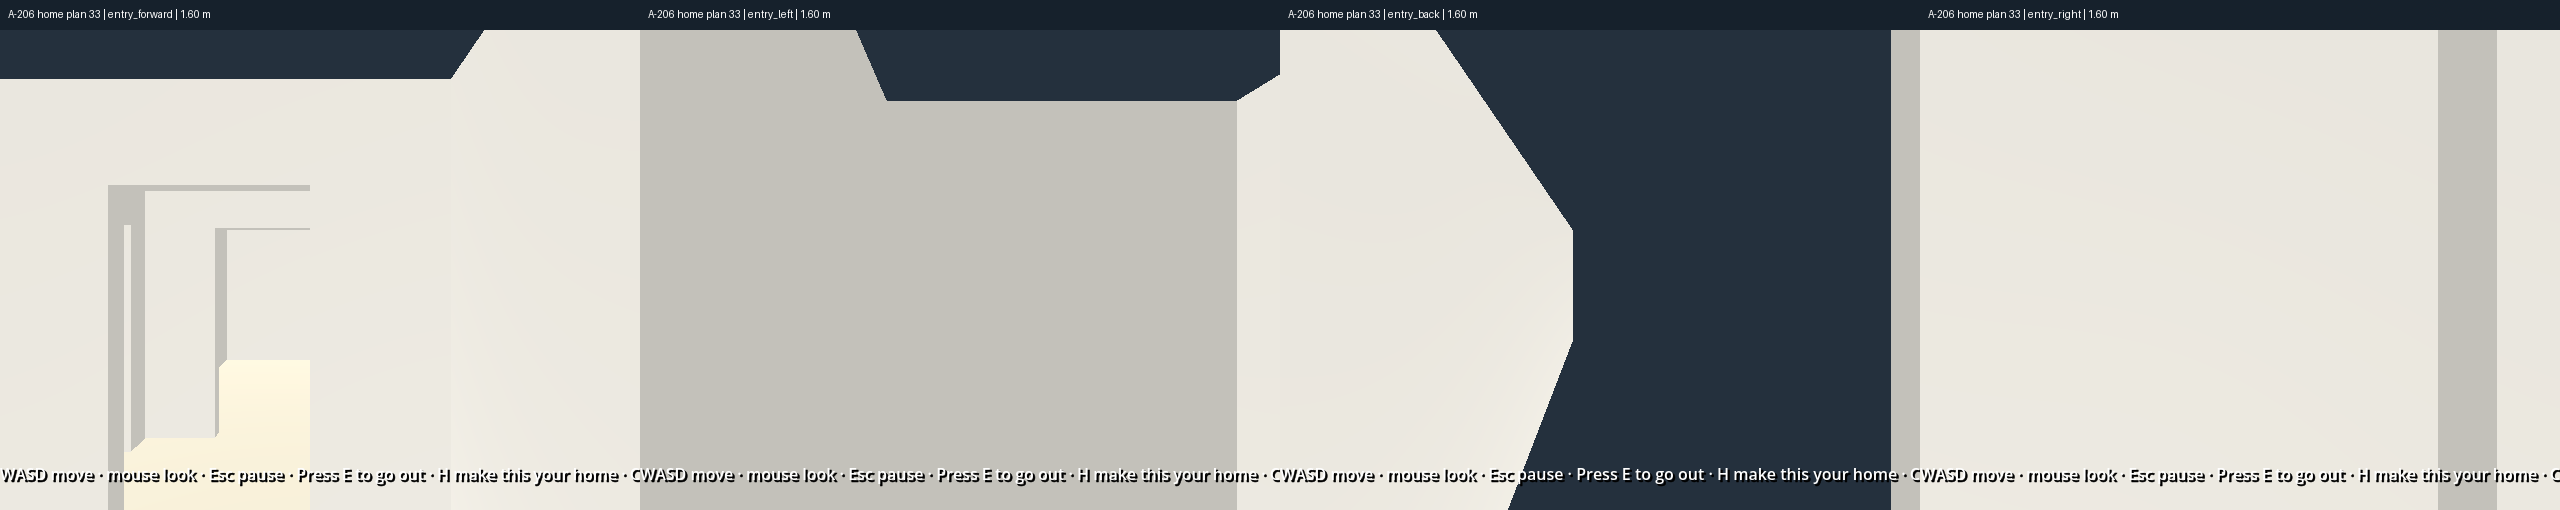 A-206 home plan 33 | entry_forward | 1.60 m
A-206 home plan 33 | entry_left | 1.60 m
A-206 home plan 33 | entry_back | 1.60 m
A-206 home plan 33 | entry_right | 1.60 m
WASD move · mouse look · Esc pause · Press E to go out · H make this your home · C
WASD move · mouse look · Esc pause · Press E to go out · H make this your home · C
WASD move · mouse look · Esc pause · Press E to go out · H make this your home · C
WASD move · mouse look · Esc pause · Press E to go out · H make this your home · C